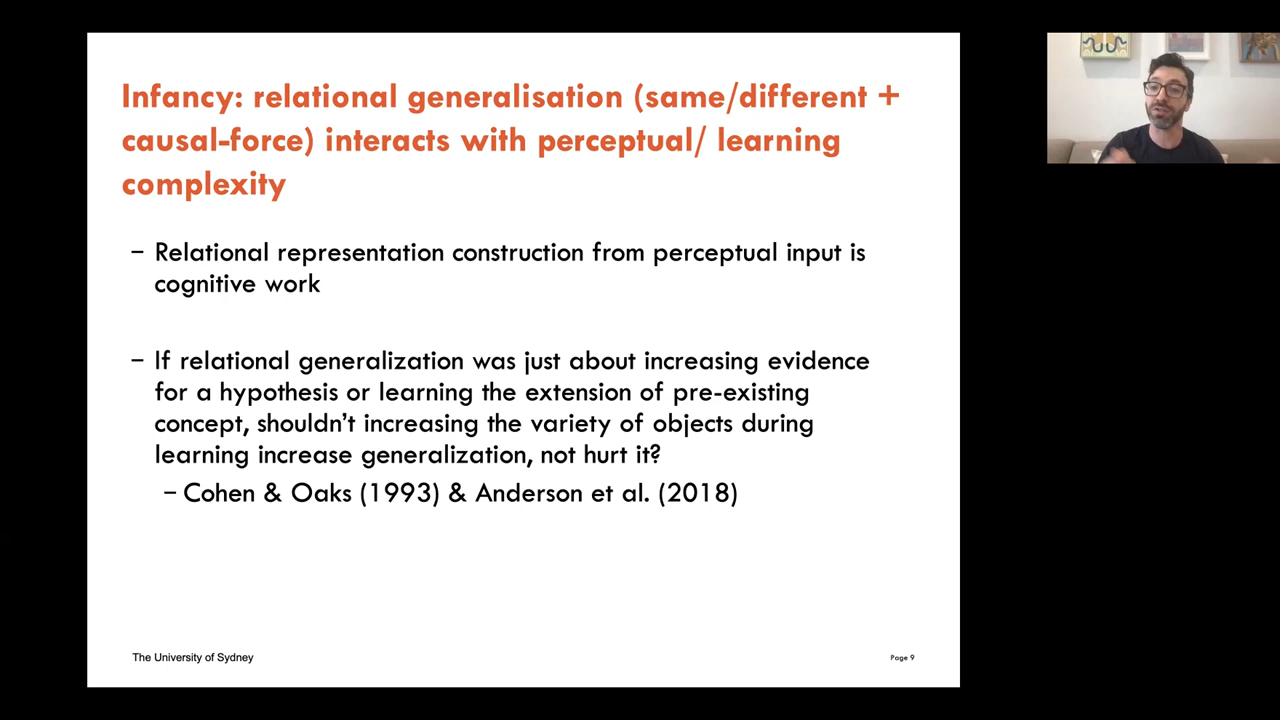 Infancy: relational generalisation (same/different +
causal-force) interacts with perceptual/ learning
complexity
– Relational representation construction from perceptual input is
cognitive work
– If relational generalization was just about increasing evidence
for a hypothesis or learning the extension of pre-existing
concept, shouldn't increasing the variety of objects during
learning increase generalization, not hurt it?
– Cohen & Oaks (1993) & Anderson et al. (2018)
The University of Sydney
Page 9